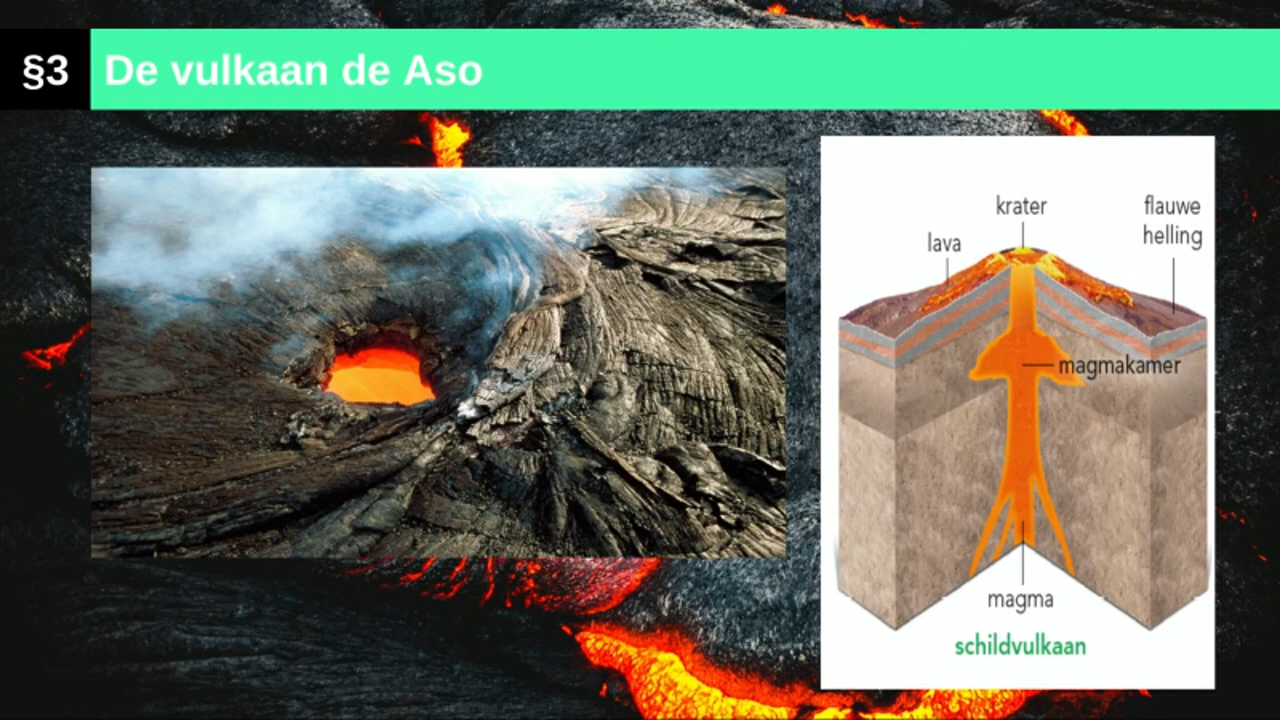 §3 De vulkaan de Aso
krater
flauwe
helling
lava
magmakamer
magma
schildvulkaan